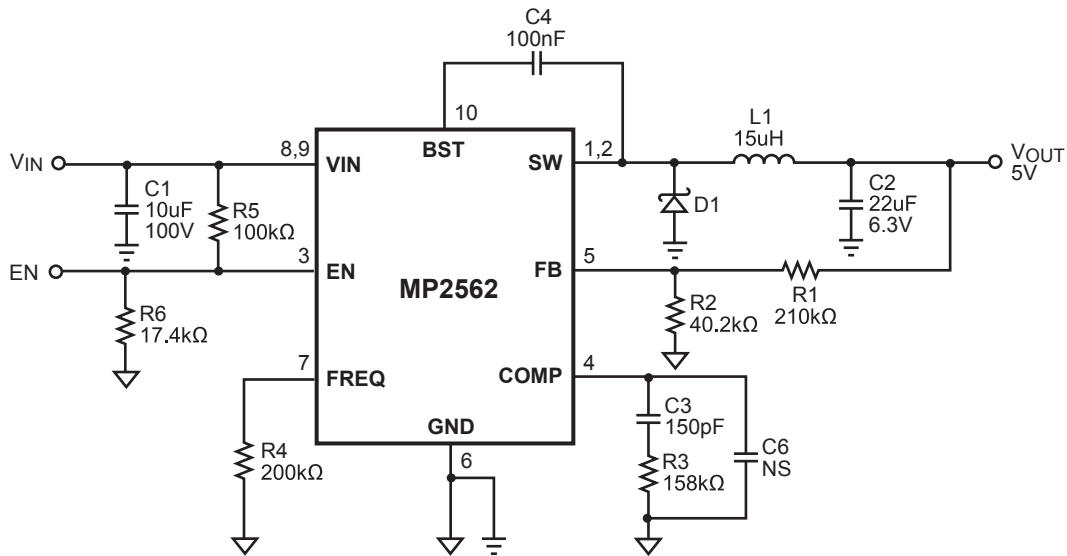 C4
100nF
10
BST
L1
15uH
VIN
8,9
VIN
SW
1,2
VOUT
5V
C1
10uF
100V
R5
100kΩ
D1
C2
22uF
6.3V
EN
3
EN
MP2562
FB
5
R1
210kΩ
R2
40.2kΩ
R6
17.4kΩ
7
FREQ
COMP
4
GND
6
R4
200kΩ
C3
150pF
R3
158kΩ
C6
NS